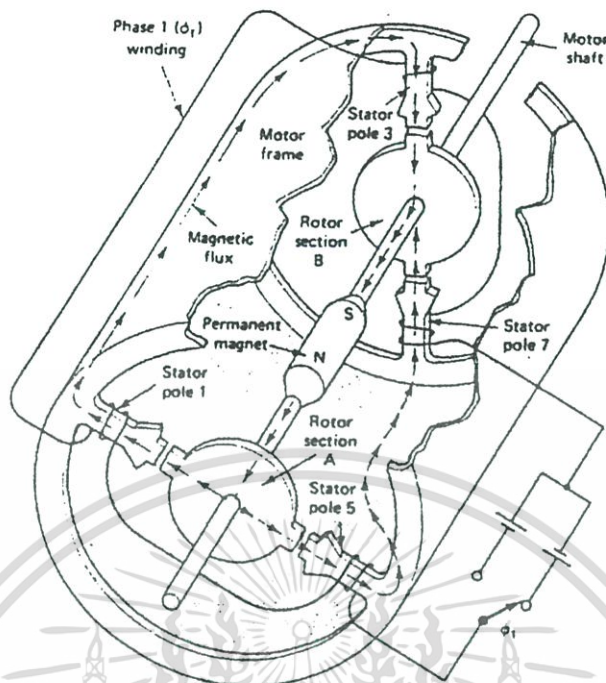 Phase 1 (ϕ₁)
winding
Motor
shaft
Stator
pole 3
Motor
frame
Rotor
section
B
Magnetic
flux
S
Permanent
magnet
N
Stator
pole 7
Stator
pole 1
Rotor
section
A
Stator
pole 5
ϕ₁